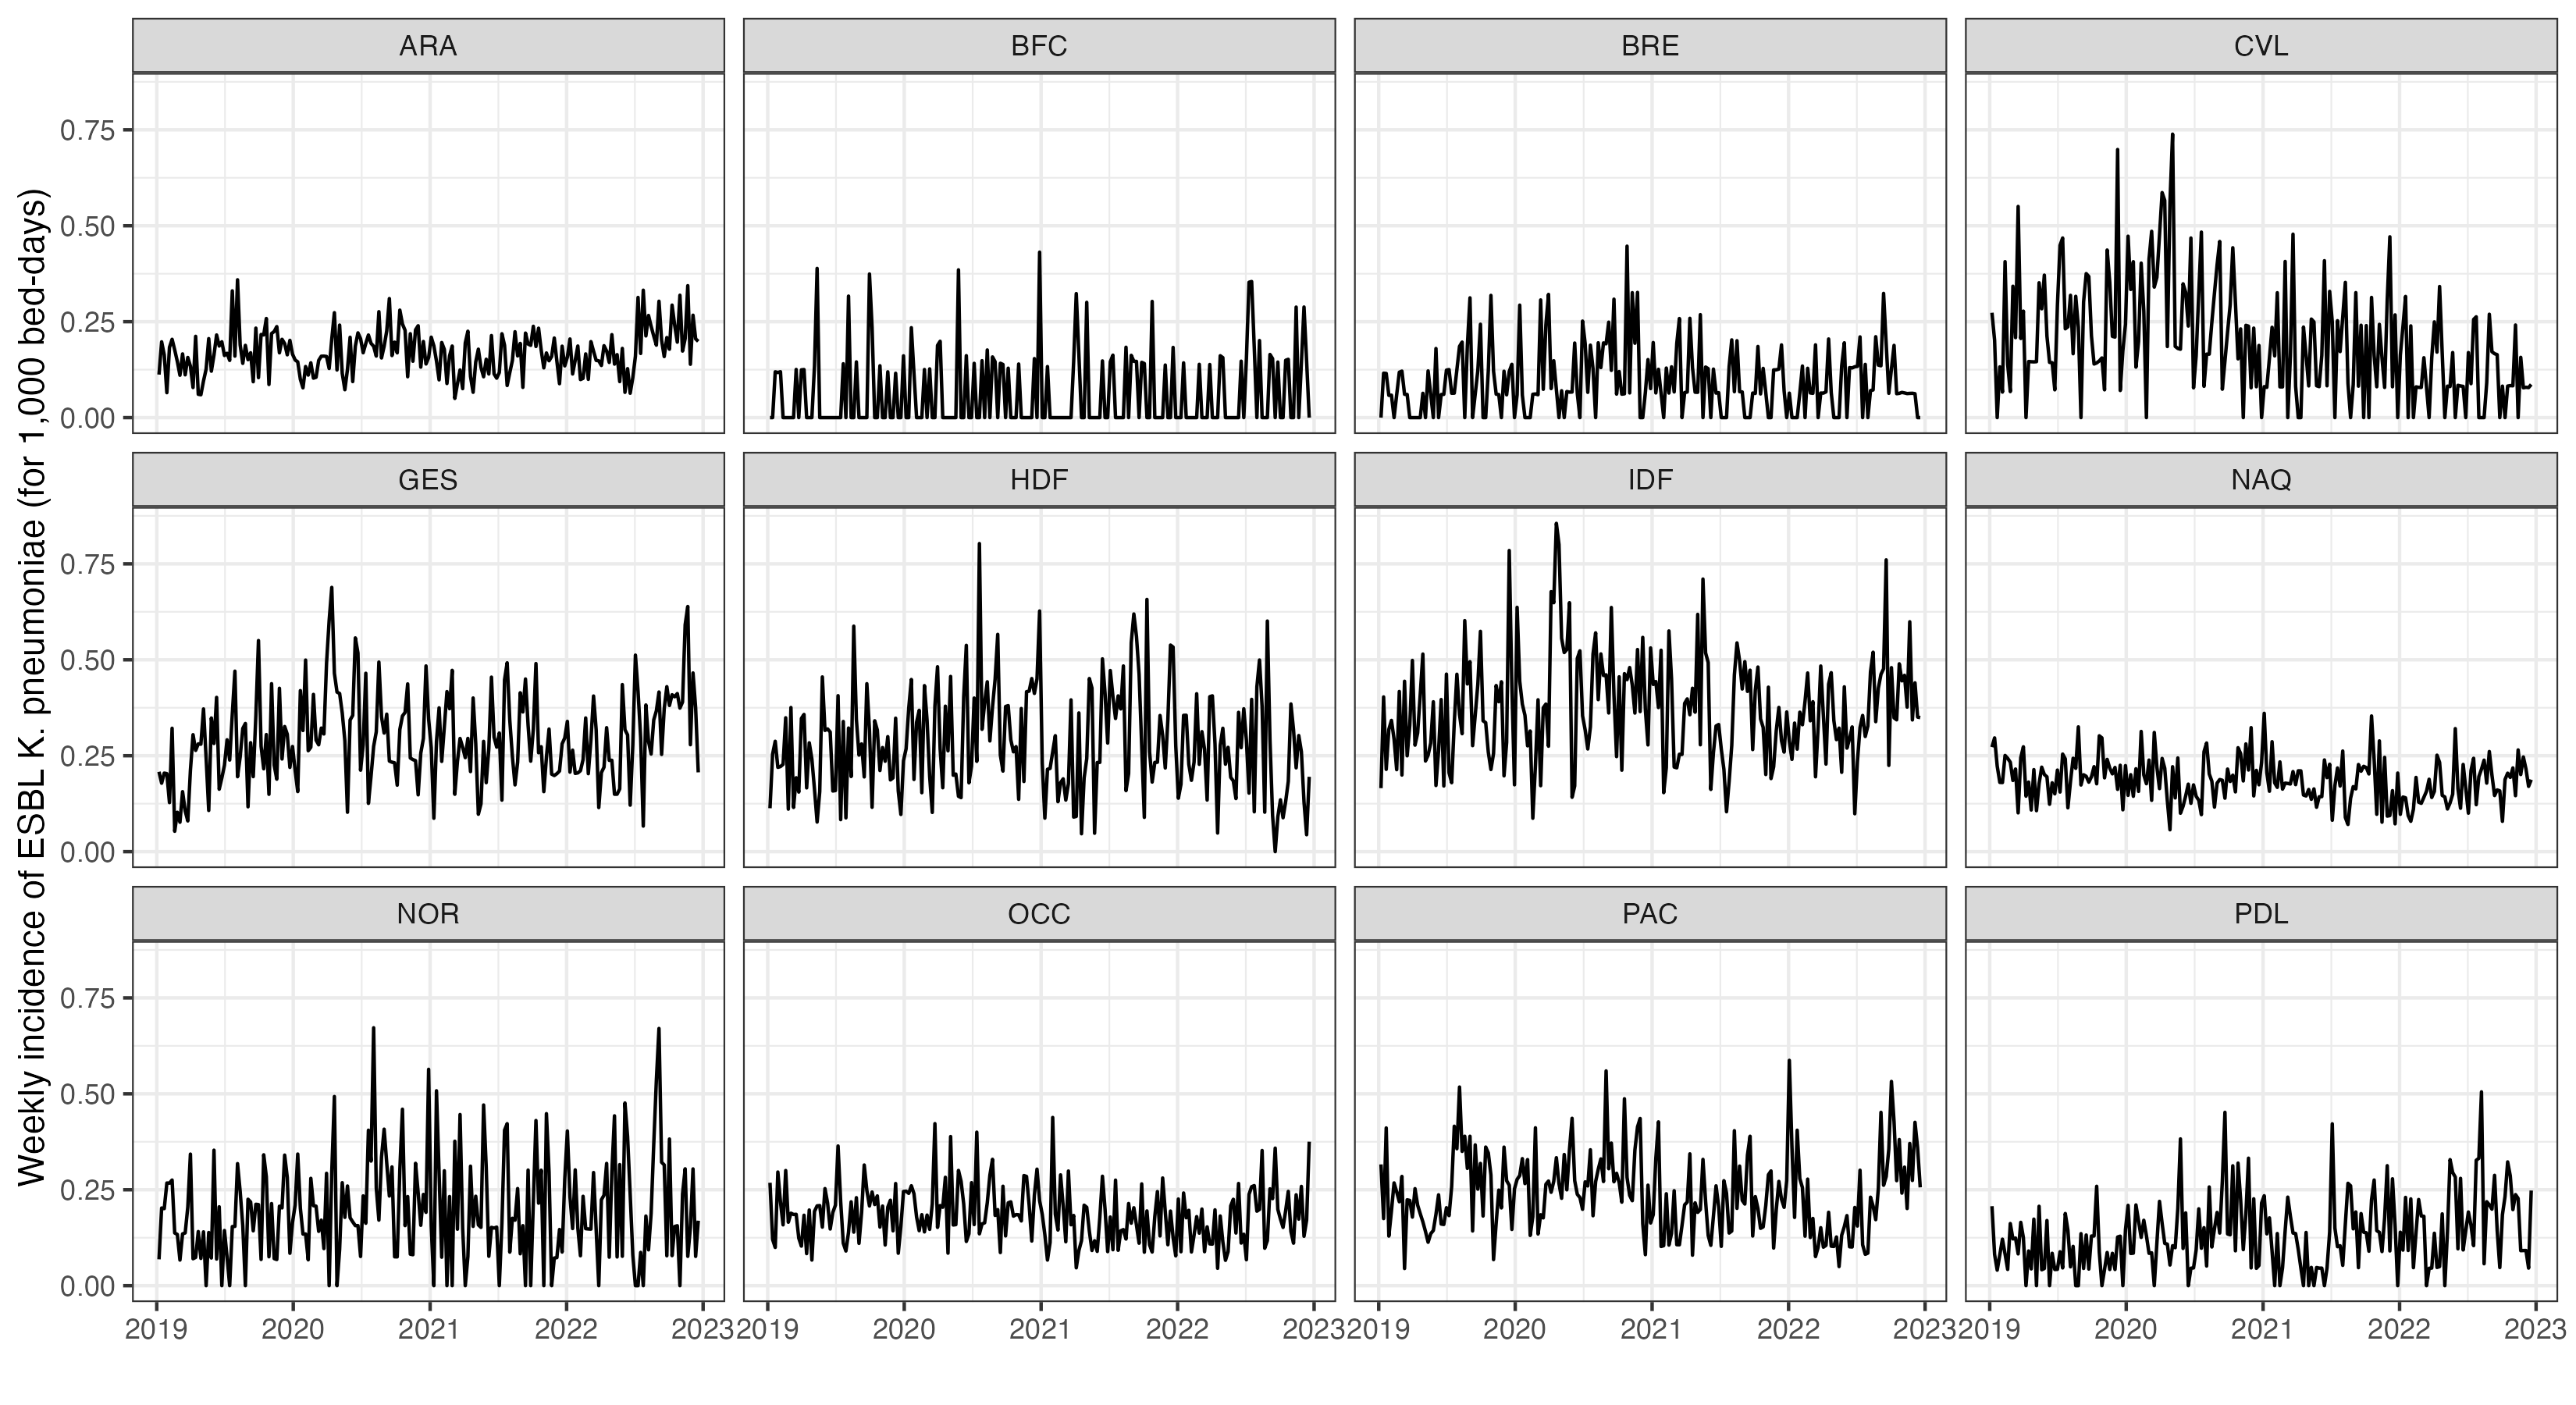 ARA BFC BRE CVL
0.75
0.50
0.25
0.00
GES HDF IDF NAQ
0.75
0.50
0.25
0.00
NOR OCC PAC PDL
0.75
0.50
0.25
0.00
2019 2020 2021 2022 2023 2019 2020 2021 2022 2023 2019 2020 2021 2022 2023 2019 2020 2021 2022 2023
Weekly incidence of ESBL K. pneumoniae (for 1,000 bed-days)